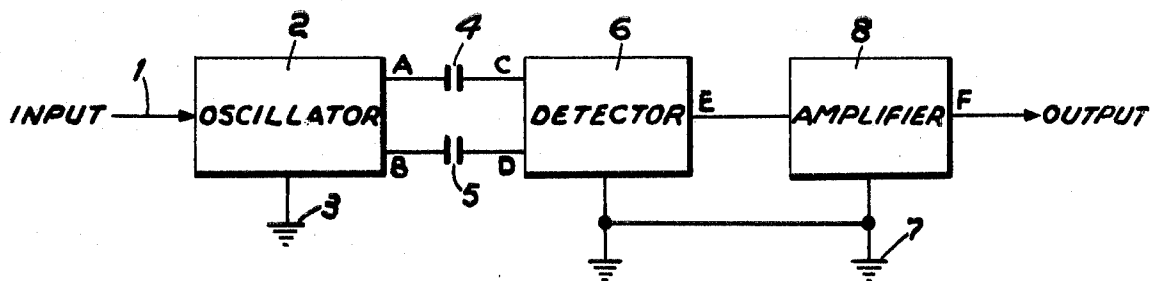 2
4
6
8
1
A
C
INPUT
OSCILLATOR
DETECTOR
E
AMPLIFIER
F
OUTPUT
B
D
5
3
7